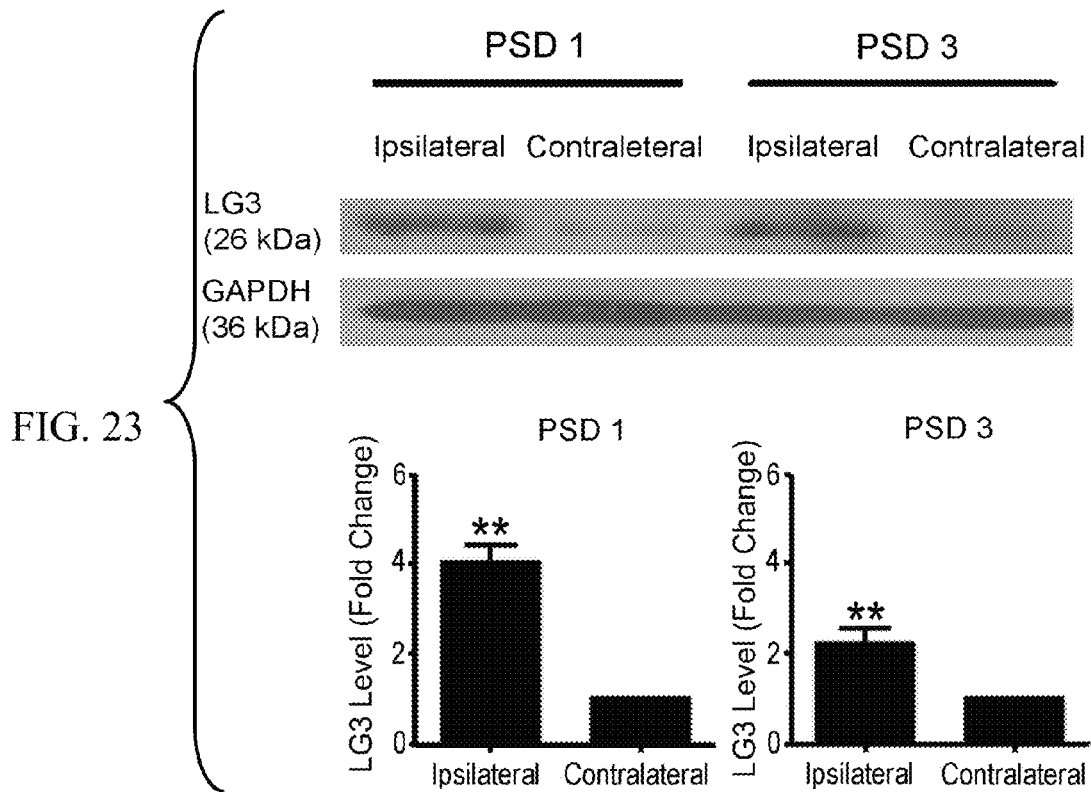 PSD 1 PSD 3
Ipsilateral Contraleteral Ipsilateral Contralateral
LG3
(26 kDa)
GAPDH
(36 kDa)
FIG. 23
PSD 1
LG3 Level (Fold Change)
6
4
2
0
**
Ipsilateral Contralateral
PSD 3
LG3 Level (Fold Change)
6
4
2
0
**
Ipsilateral Contralateral